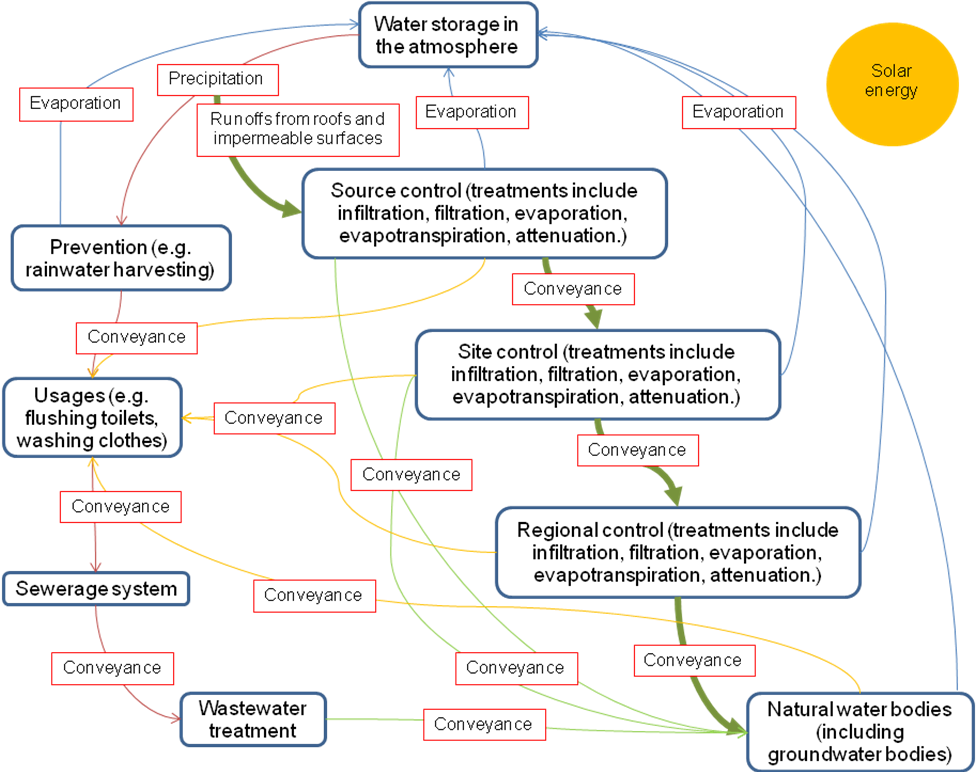 Water storage in
the atmosphere
Solar
energy
Precipitation
Evaporation
Evaporation
Evaporation
Runoffs from roofs and
impermeable surfaces
Source control (treatments include
infiltration, filtration, evaporation,
evapotranspiration, attenuation.)
Prevention (e.g.
rainwater harvesting)
Conveyance
Conveyance
Site control (treatments include
infiltration, filtration, evaporation,
evapotranspiration, attenuation.)
Usages (e.g.
flushing toilets,
washing clothes)
Conveyance
Conveyance
Conveyance
Conveyance
Regional control (treatments include
infiltration, filtration, evaporation,
evapotranspiration, attenuation.)
Sewerage system
Conveyance
Conveyance
Conveyance
Conveyance
Wastewater
treatment
Conveyance
Natural water bodies
(including
groundwater bodies)